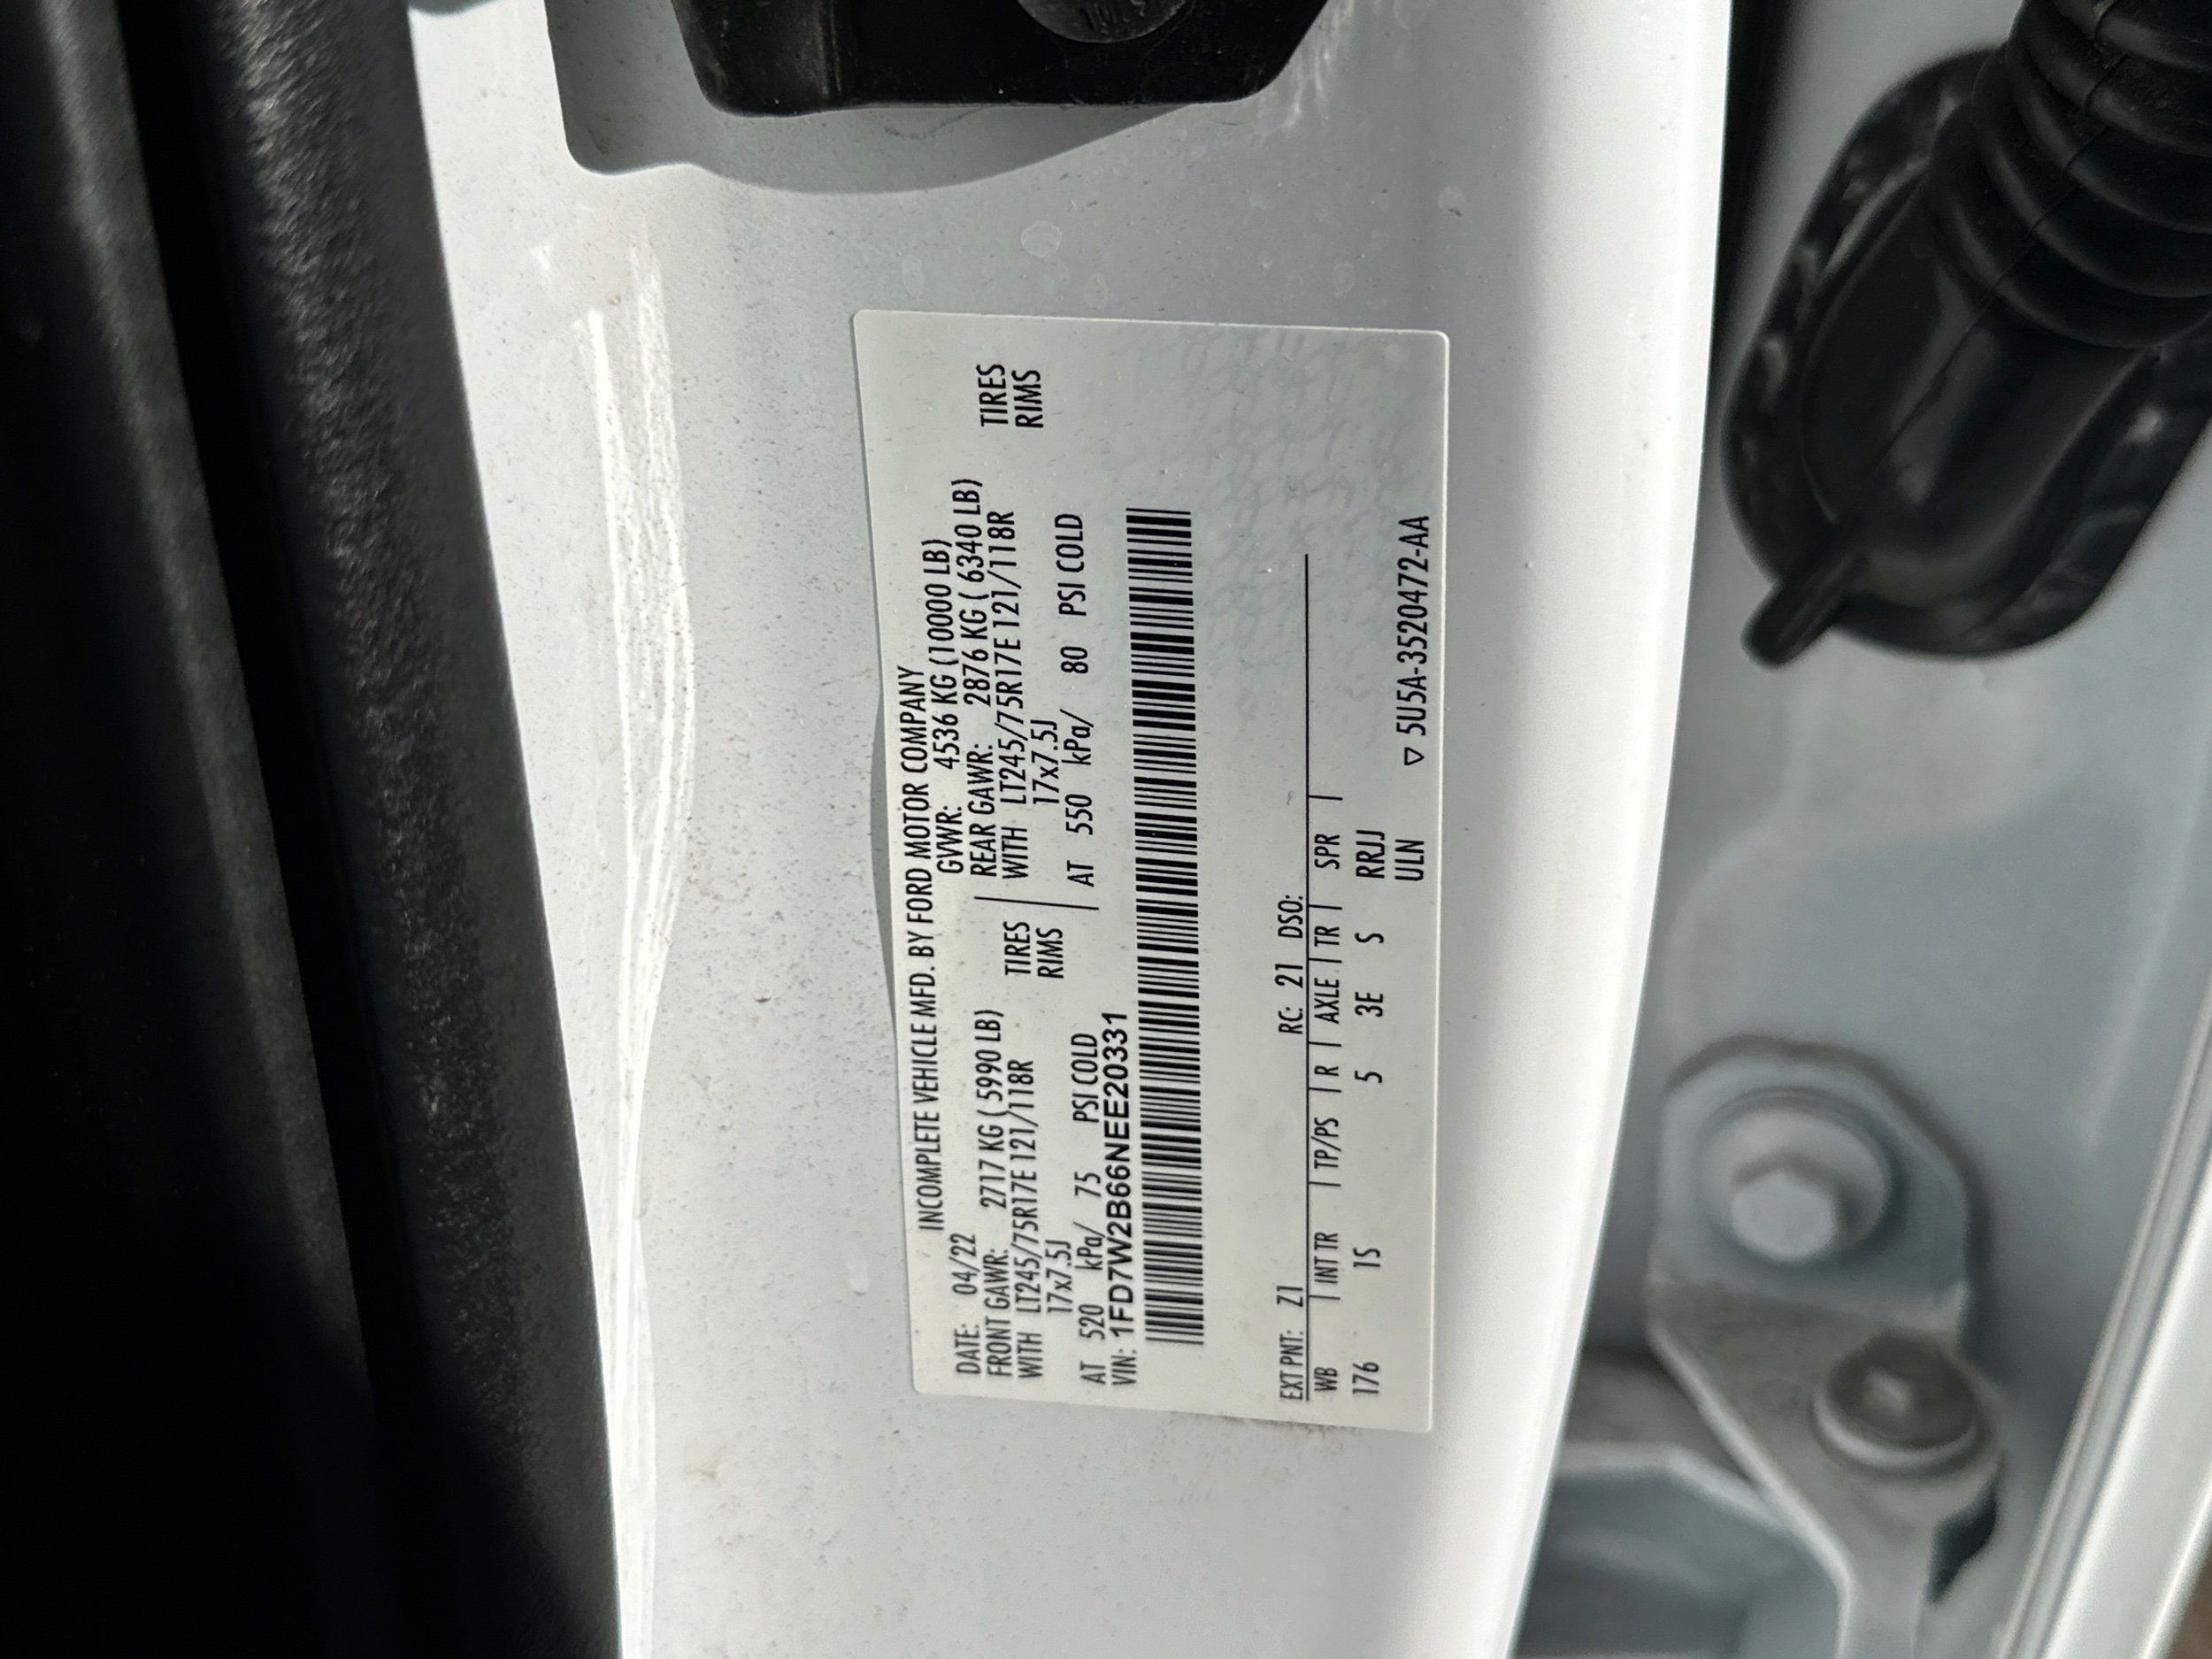 INCOMPLETE VEHICLE MFD. BY FORD MOTOR COMPANY
DATE: 04/22 GVWR: 4536 KG (10000 LB)
FRONT GAWR: 2717 KG ( 5990 LB) REAR GAWR: 2876 KG ( 6340 LB)
WITH LT245/75R17E 121/118R TIRES WITH LT245/75R17E 121/118R TIRES
17x7.5J RIMS 17x7.5J RIMS
AT 520 kPa/ 75 PSI COLD AT 550 kPa/ 80 PSI COLD
VIN: 1FD7W2B66NEE20331
EXT PNT: Z1 RC: 21 DSO:
WB | INT TR | TP/PS | R | AXLE | TR | SPR |
176 1S 5 3E S RRJJ
ULN ▽ 5U5A-3520472-AA